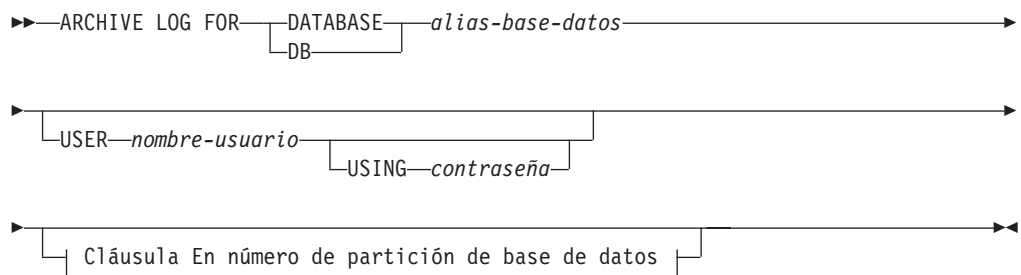 ARCHIVE LOG FOR DATABASE alias-base-datos
DB
USER nombre-usuario
USING contraseña
Cláusula En número de partición de base de datos